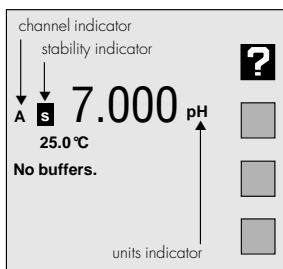 channel indicator
stability indicator
?
A s 7.000 pH
25.0°C
No buffers.
units indicator